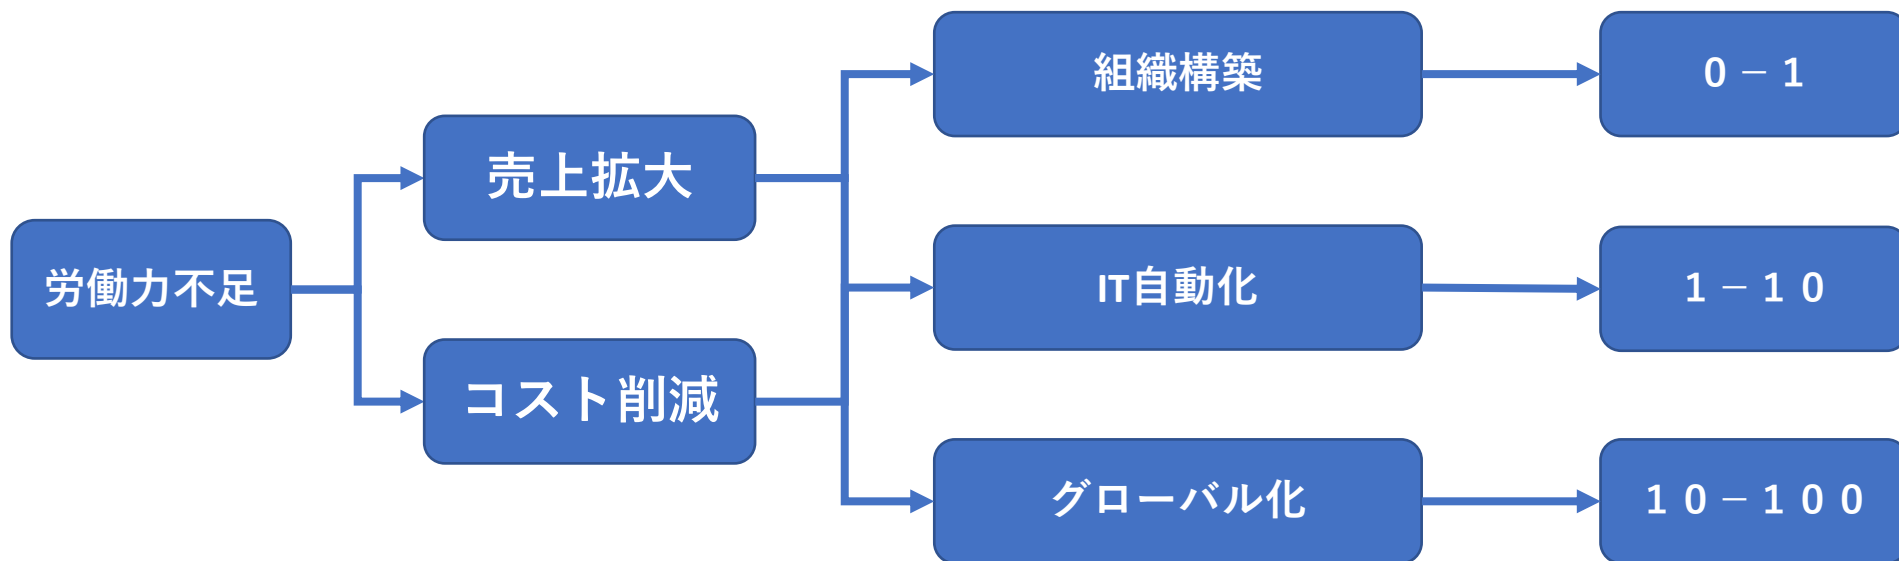 労働力不足
売上拡大
コスト削減
組織構築
IT自動化
グローバル化
０－１
１－１０
１０－１００